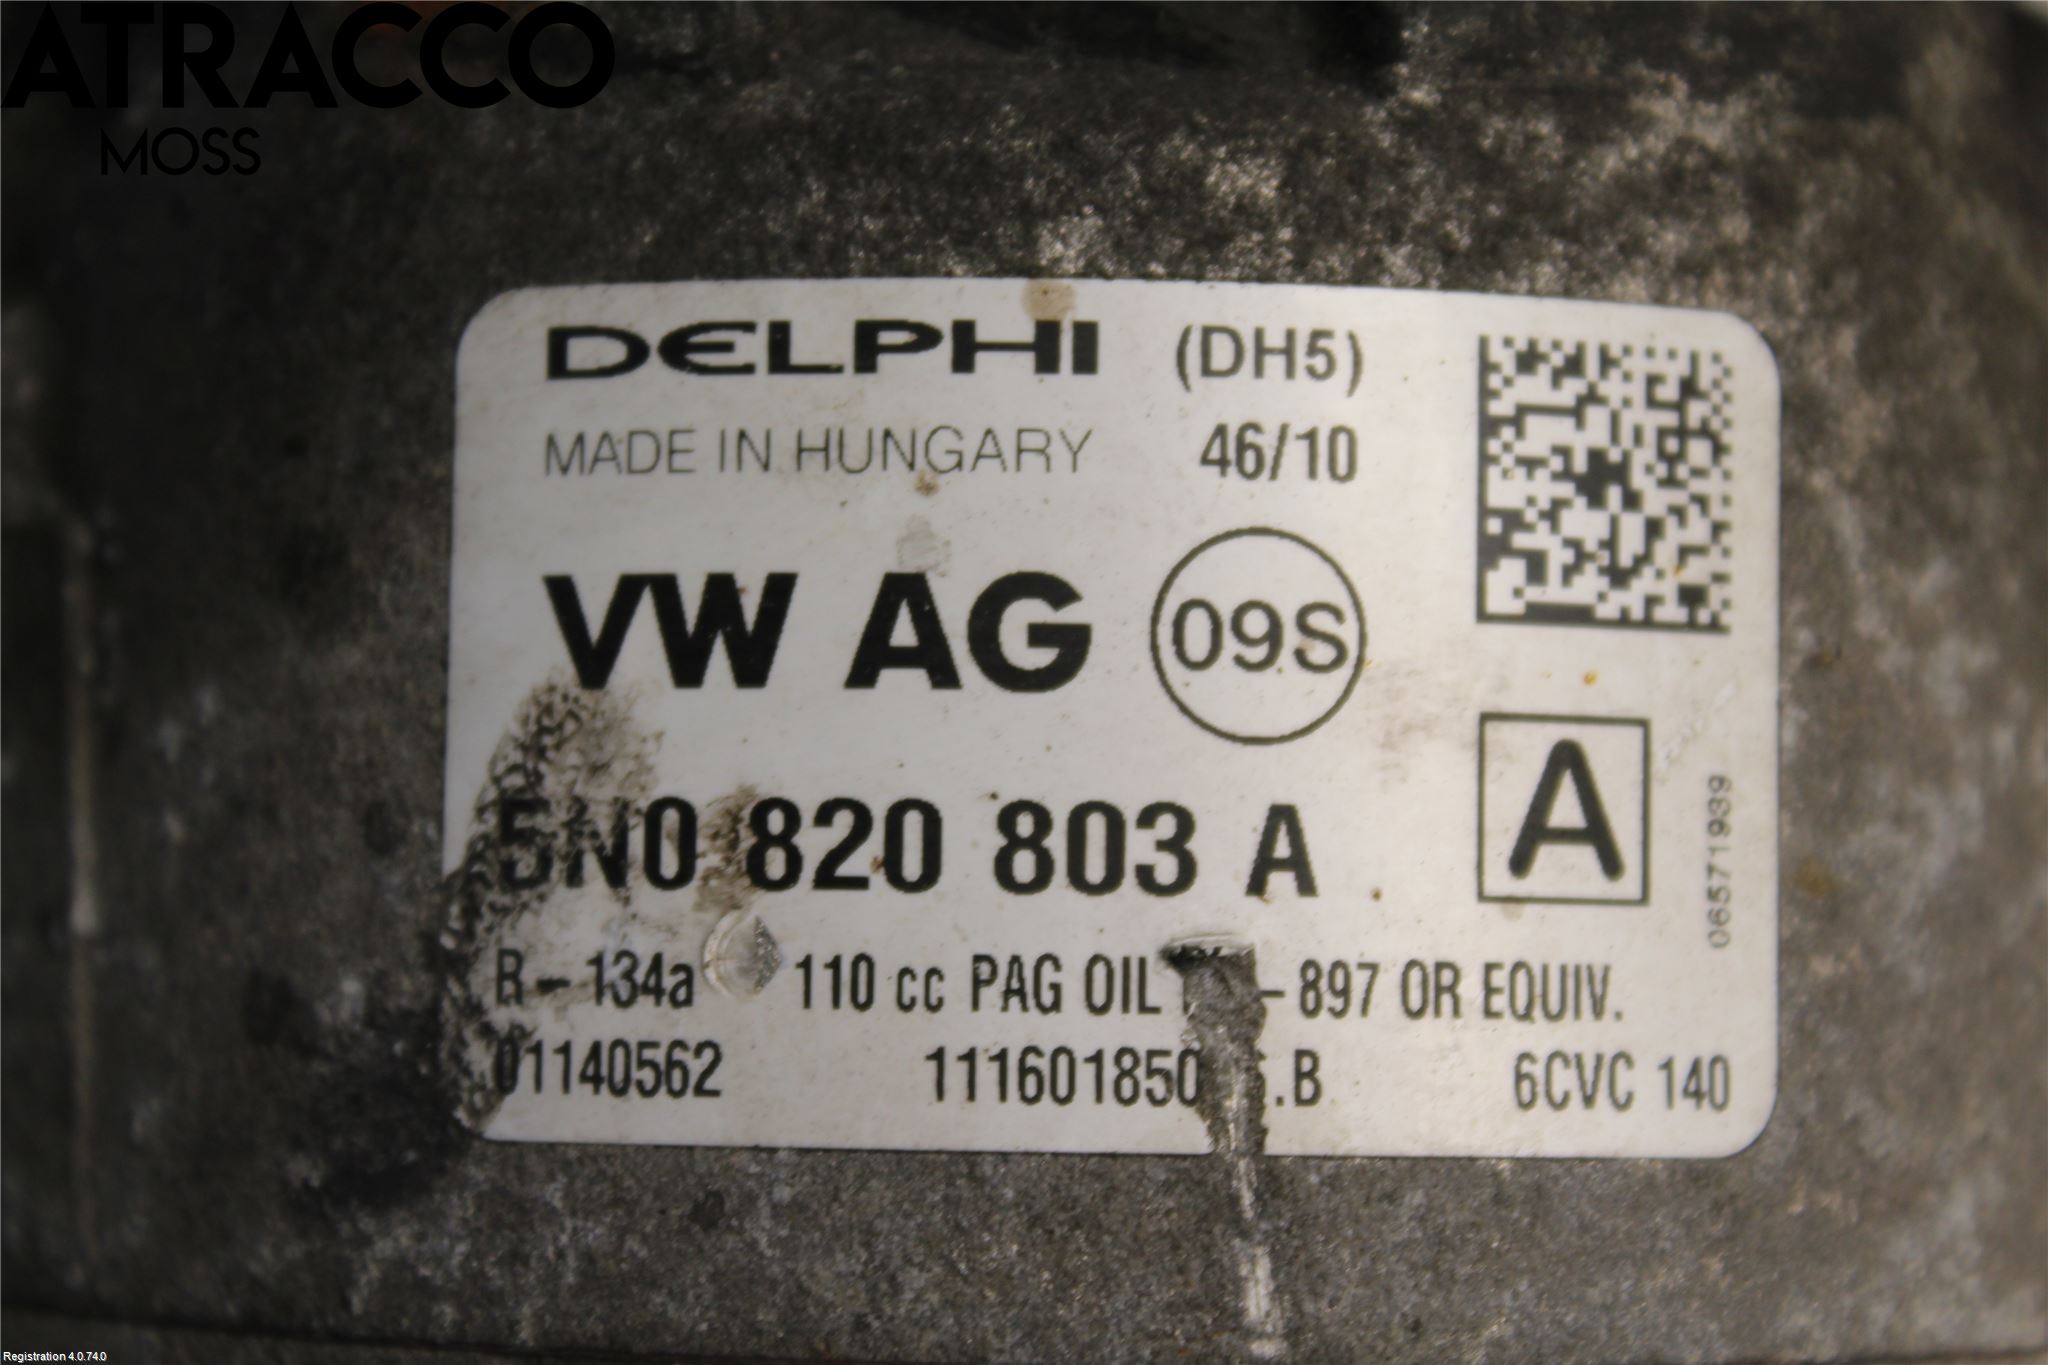 ATRACCO
MOSS
DELPHI (DH5)
MADE IN HUNGARY 46/10
VW AG 09S
5N0 820 803 A
A
06571939
R-134a 110 cc PAG OIL -897 OR EQUIV.
01140562 6CVC 140
Registration 4.0.74.0